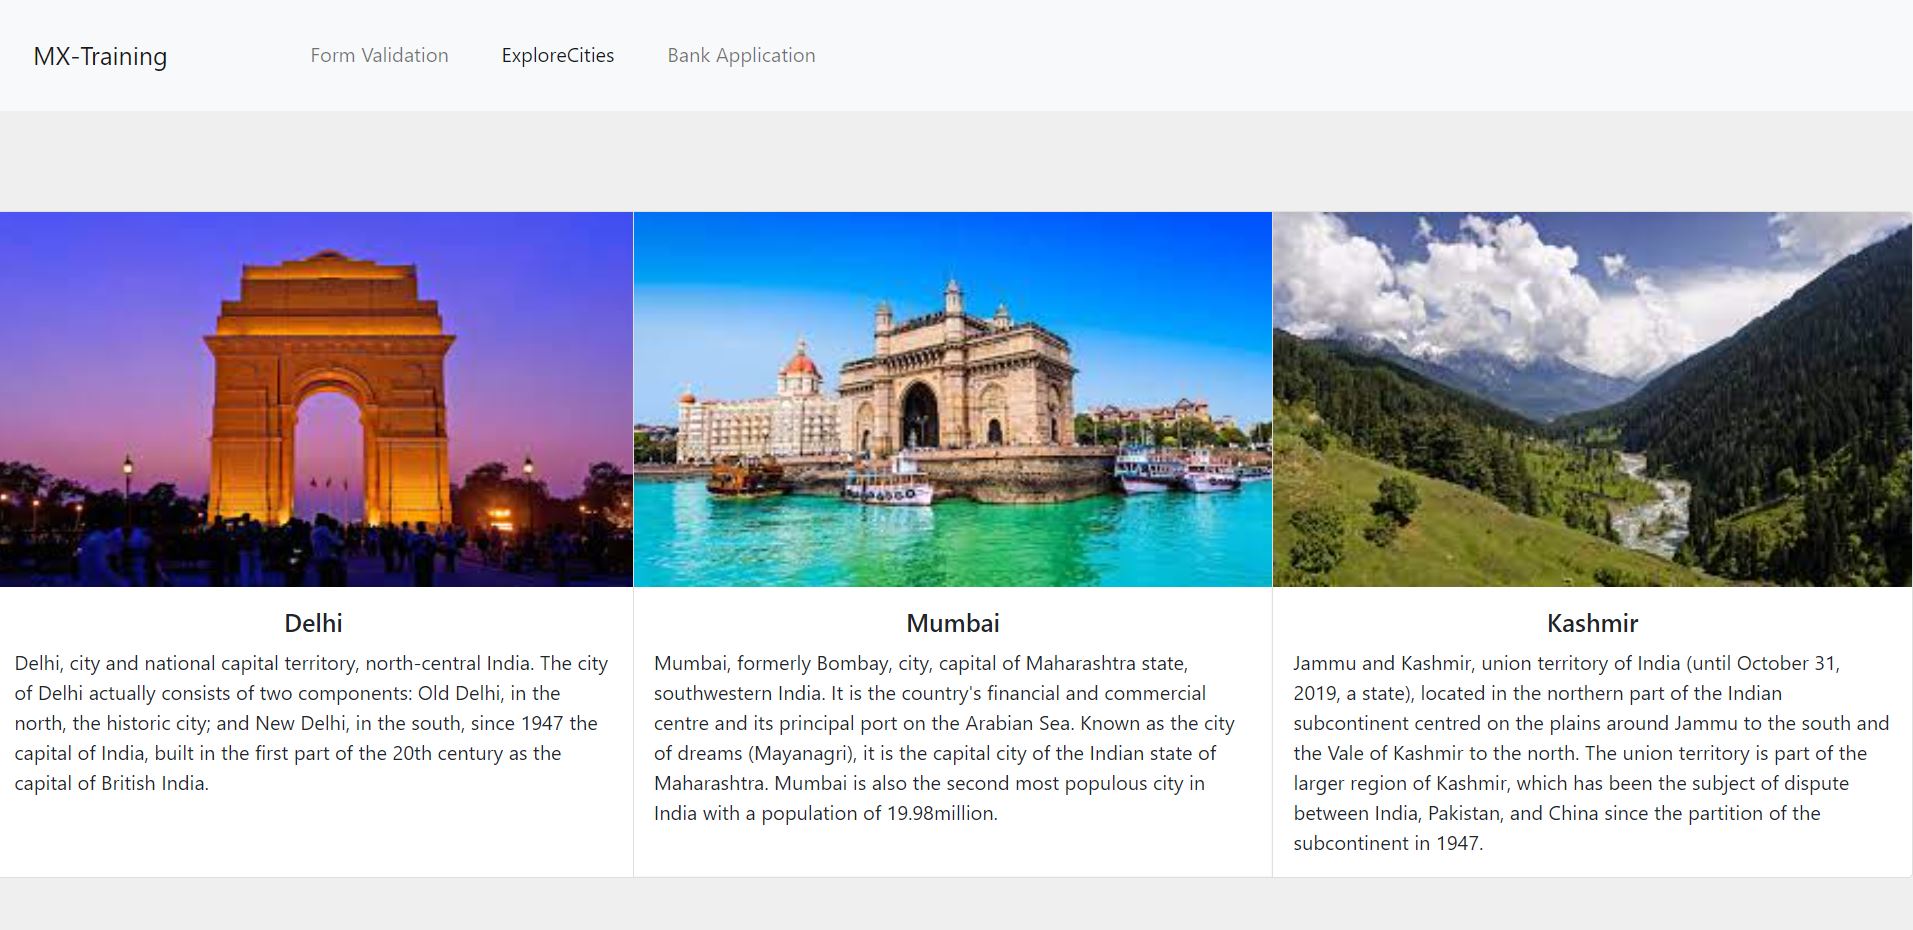 MX-Training
Form Validation
ExploreCities
Bank Application
Delhi
Delhi, city and national capital territory, north-central India. The city
of Delhi actually consists of two components: Old Delhi, in the
north, the historic city; and New Delhi, in the south, since 1947 the
capital of India, built in the first part of the 20th century as the
capital of British India.
Mumbai
Mumbai, formerly Bombay, city, capital of Maharashtra state,
southwestern India. It is the country's financial and commercial
centre and its principal port on the Arabian Sea. Known as the city
of dreams (Mayanagri), it is the capital city of the Indian state of
Maharashtra. Mumbai is also the second most populous city in
India with a population of 19.98million.
Kashmir
Jammu and Kashmir, union territory of India (until October 31,
2019, a state), located in the northern part of the Indian
subcontinent centred on the plains around Jammu to the south and
the Vale of Kashmir to the north. The union territory is part of the
larger region of Kashmir, which has been the subject of dispute
between India, Pakistan, and China since the partition of the
subcontinent in 1947.